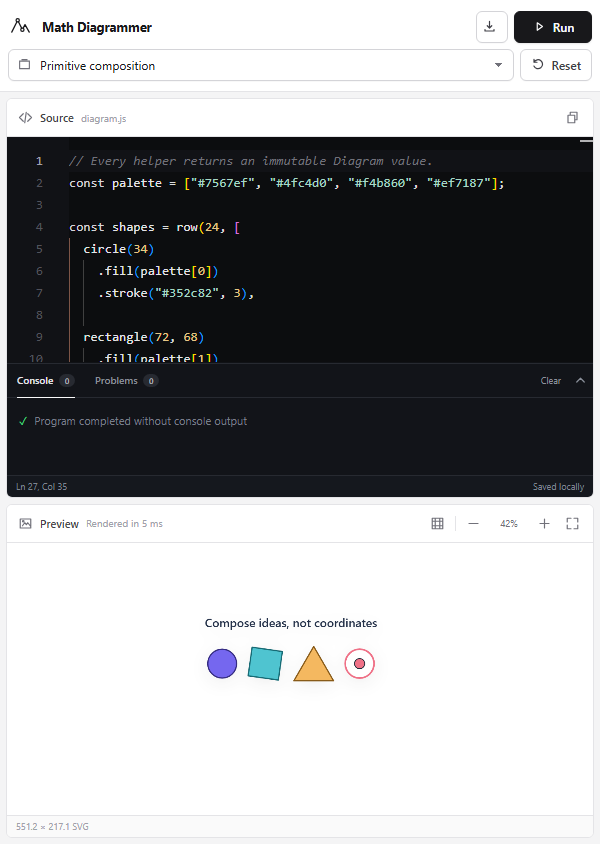 Math Diagrammer
Run
Primitive composition
Reset
Source diagram.js
1 // Every helper returns an immutable Diagram value.
2 const palette = ["#7567ef", "#4fc4d0", "#f4b860", "#ef7187"];
3
4 const shapes = row(24, [
5 circle(34)
6 .fill(palette[0])
7 .stroke("#352c82", 3),
8
9 rectangle(72, 68)
10 .fill(palette[1])
Console 0 Problems 0 Clear
✓ Program completed without console output
Ln 27, Col 35 Saved locally
Preview Rendered in 5 ms 42%
Compose ideas, not coordinates
551.2 × 217.1 SVG